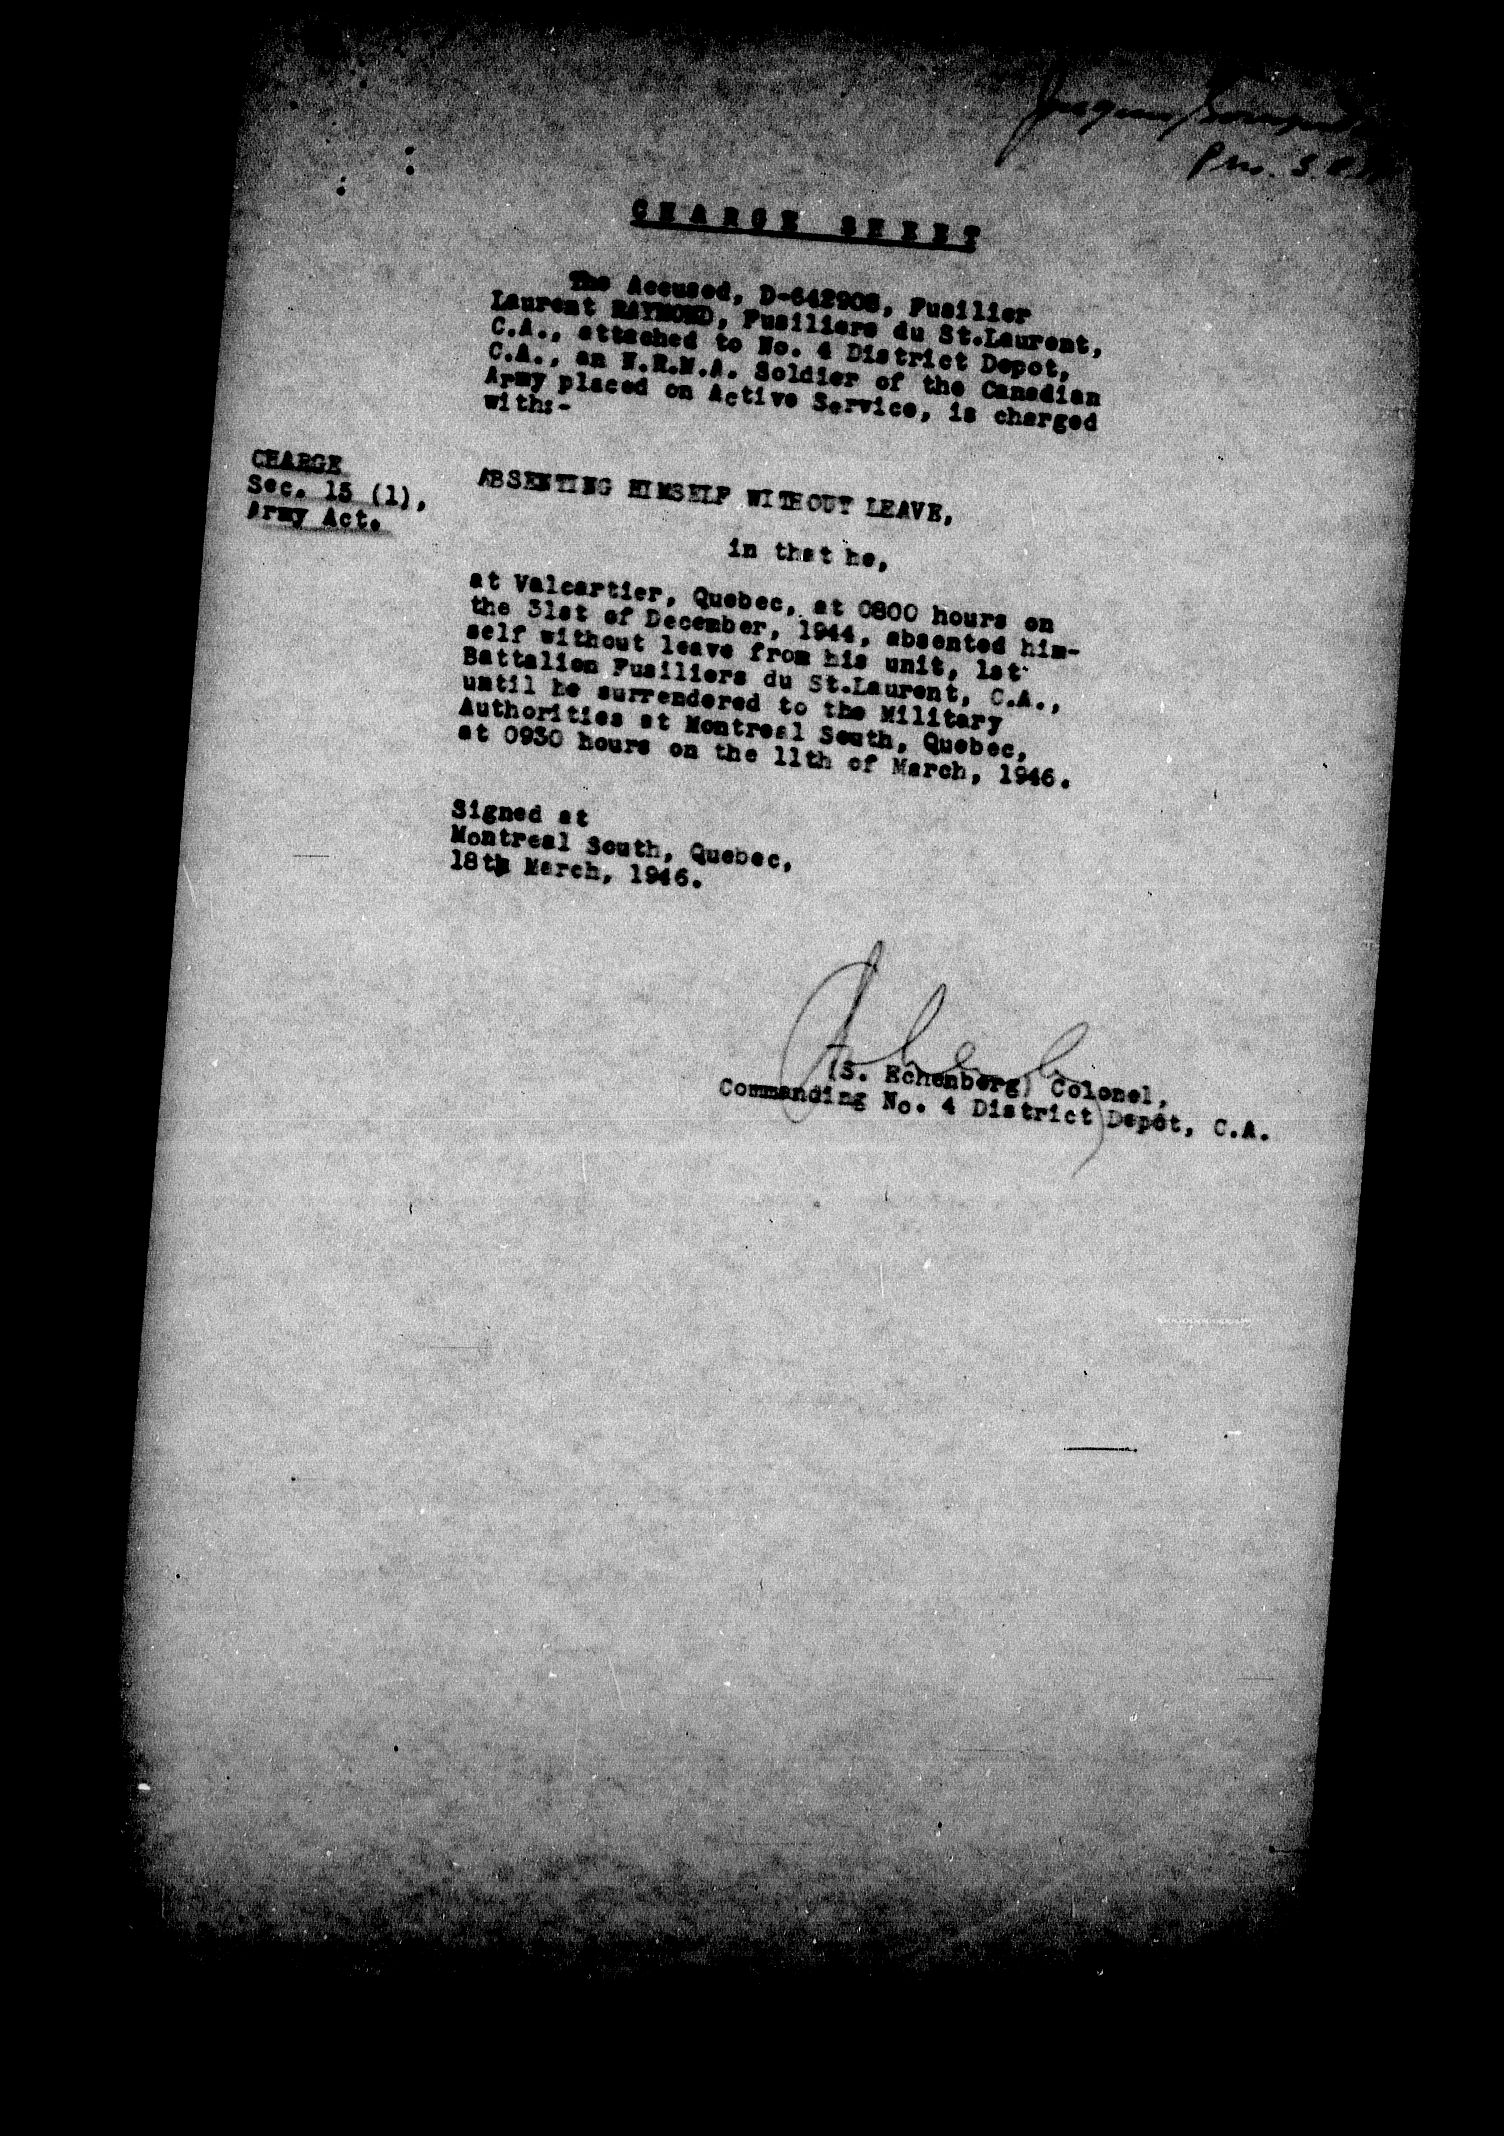 CHARGE SHEET
The Accused, D-642908, Fusilier
Laurent RAYMOND, Fusiliers du St.Laurent,
C.A., attached to No. 4 District Depot,
C.A., an N.R.M.A. Soldier of the Canadian
Army placed on Active Service, is charged
with:-
CHARGE
Sec. 15 (1),
Army Act.
ABSENTING HIMSELF WITHOUT LEAVE,
in that he,
at Valcartier, Quebec, at 0800 hours on
the 31st of December, 1944, absented him-
self without leave from his unit, 1st
Battalion Fusiliers du St.Laurent, C.A.,
until he surrendered to the Military
Authorities at Montreal South, Quebec,
at 0930 hours on the 11th of March, 1946.
Signed at
Montreal South, Quebec,
18th March, 1946.
(S. Echenberg) Colonel,
Commanding No. 4 District Depot, C.A.